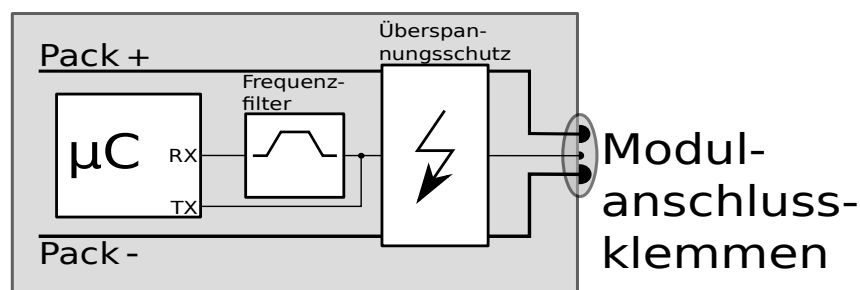 Überspan-
nungsschutz
Pack +
Frequenz-
filter
µC
RX
TX
Pack -
Modul-
anschluss-
klemmen